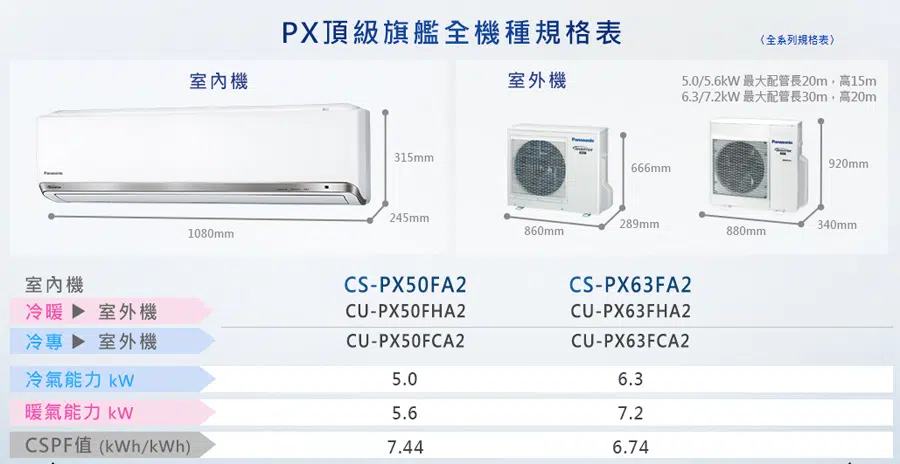 PX頂級旗艦全機種規格表
〈全系列規格表〉
室內機
室外機
5.0/5.6kW 最大配管長20m，高15m
6.3/7.2kW 最大配管長30m，高20m
Panasonic
315mm
245mm
1080mm
Panasonic
INVERTER
666mm
289mm
860mm
Panasonic
920mm
340mm
880mm
室內機 CS-PX50FA2 CS-PX63FA2
冷暖 ▶ 室外機 CU-PX50FHA2 CU-PX63FHA2
冷專 ▶ 室外機 CU-PX50FCA2 CU-PX63FCA2
冷氣能力 kW 5.0 6.3
暖氣能力 kW 5.6 7.2
CSPF值 (kWh/kWh) 7.44 6.74